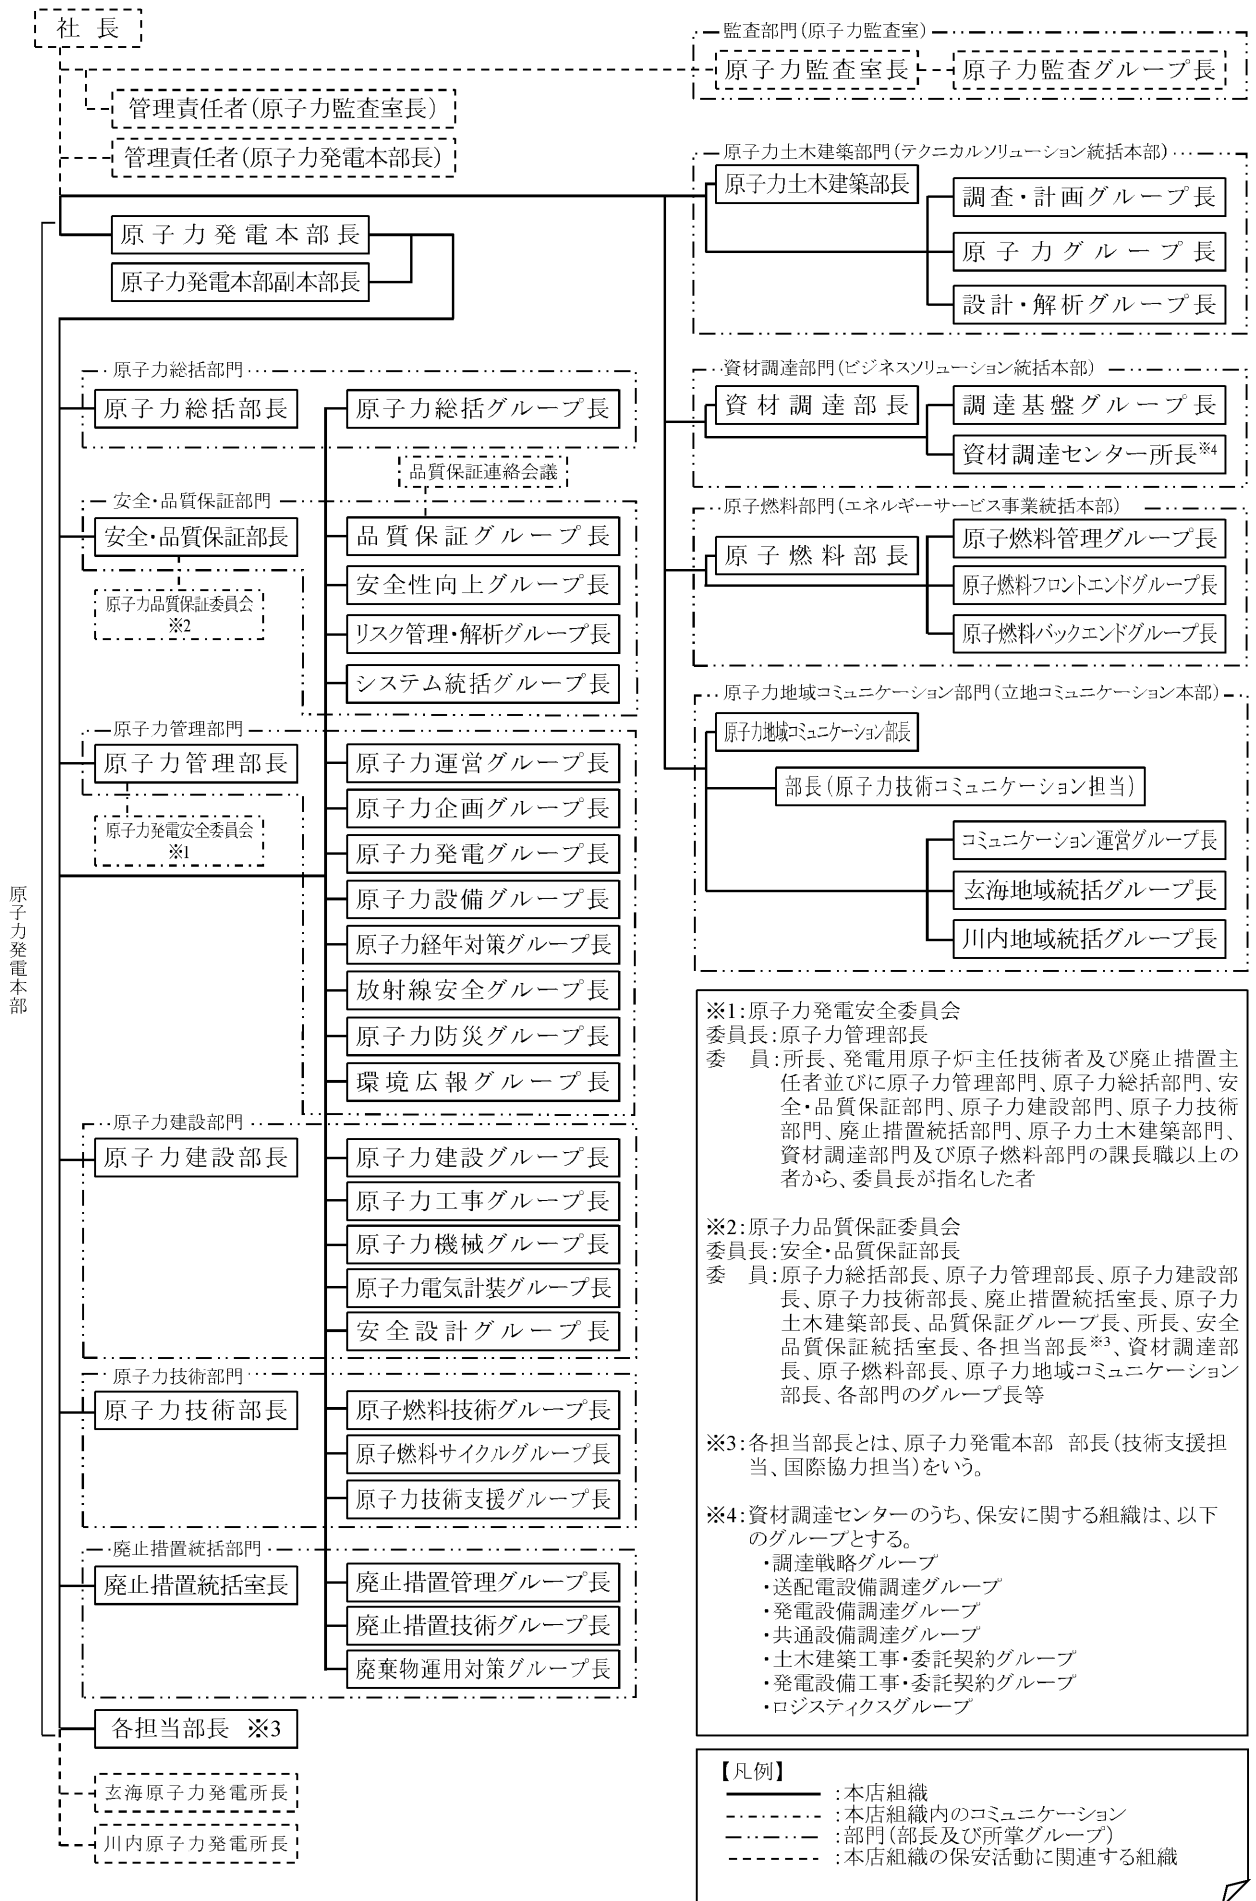 社 長
管理責任者(原子力監査室長)
管理責任者(原子力発電本部長)
原子力発電本部長
原子力発電本部副本部長
原子力発電本部
原子力総括部門
原子力総括部長
原子力総括グループ長
品質保証連絡会議
安全・品質保証部門
安全・品質保証部長
原子力品質保証委員会
※2
品質保証グループ長
安全性向上グループ長
リスク管理・解析グループ長
システム統括グループ長
原子力管理部門
原子力管理部長
原子力発電安全委員会
※1
原子力運営グループ長
原子力企画グループ長
原子力発電グループ長
原子力設備グループ長
原子力経年対策グループ長
放射線安全グループ長
原子力防災グループ長
環境広報グループ長
原子力建設部門
原子力建設部長
原子力建設グループ長
原子力工事グループ長
原子力機械グループ長
原子力電気計装グループ長
安全設計グループ長
原子力技術部門
原子力技術部長
原子燃料技術グループ長
原子燃料サイクルグループ長
原子力技術支援グループ長
廃止措置統括部門
廃止措置統括室長
廃止措置管理グループ長
廃止措置技術グループ長
廃棄物運用対策グループ長
各担当部長 ※3
玄海原子力発電所長
川内原子力発電所長
監査部門(原子力監査室)
原子力監査室長
原子力監査グループ長
原子力土木建築部門(テクニカルソリューション統括本部)
原子力土木建築部長
調査・計画グループ長
原子力グループ長
設計・解析グループ長
資材調達部門(ビジネスソリューション統括本部)
資材調達部長
調達基盤グループ長
資材調達センター所長※4
原子燃料部門(エネルギーサービス事業統括本部)
原子燃料部長
原子燃料管理グループ長
原子燃料フロントエンドグループ長
原子燃料バックエンドグループ長
原子力地域コミュニケーション部門(立地コミュニケーション本部)
原子力地域コミュニケーション部長
部長(原子力技術コミュニケーション担当)
コミュニケーション運営グループ長
玄海地域統括グループ長
川内地域統括グループ長
※1:原子力発電安全委員会
委員長:原子力管理部長
委 員:所長、発電用原子炉主任技術者及び廃止措置主
任者並びに原子力管理部門、原子力総括部門、安
全・品質保証部門、原子力建設部門、原子力技術
部門、廃止措置統括部門、原子力土木建築部門、
資材調達部門及び原子燃料部門の課長職以上の
者から、委員長が指名した者
※2:原子力品質保証委員会
委員長:安全・品質保証部長
委 員:原子力総括部長、原子力管理部長、原子力建設部
長、原子力技術部長、廃止措置統括室長、原子力
土木建築部長、品質保証グループ長、所長、安全
品質保証統括室長、各担当部長※3、資材調達部
長、原子燃料部長、原子力地域コミュニケーション
部長、各部門のグループ長等
※3:各担当部長とは、原子力発電本部 部長(技術支援担
当、国際協力担当)をいう。
※4:資材調達センターのうち、保安に関する組織は、以下
のグループとする。
・調達戦略グループ
・送配電設備調達グループ
・発電設備調達グループ
・共通設備調達グループ
・土木建築工事・委託契約グループ
・発電設備工事・委託契約グループ
・ロジスティクスグループ
【凡例】
:本店組織
:本店組織内のコミュニケーション
:部門(部長及び所掌グループ)
:本店組織の保安活動に関連する組織